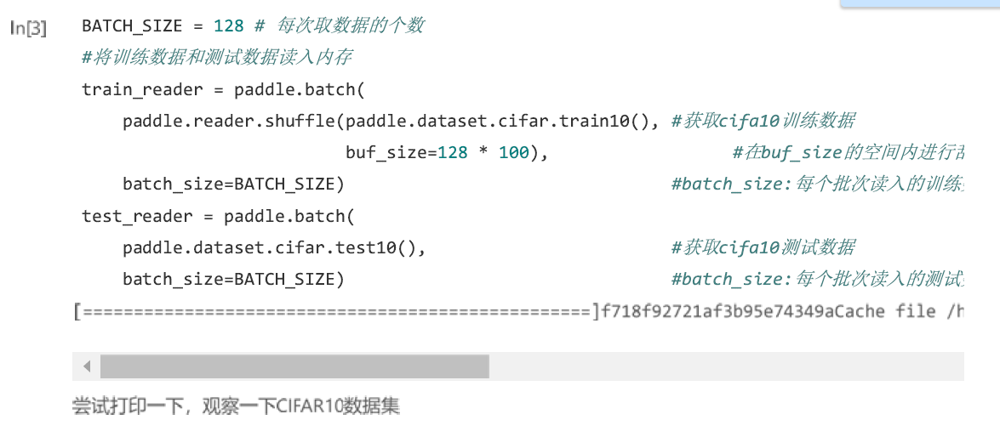 In[3]
BATCH_SIZE = 128 # 每次取数据的个数
#将训练数据和测试数据读入内存
train_reader = paddle.batch(
paddle.reader.shuffle(paddle.dataset.cifar.train10(), #获取cifa10训练数据
buf_size=128 * 100), #在buf_size的空间内进行
batch_size=BATCH_SIZE) #batch_size:每个批次读入的训练
test_reader = paddle.batch(
paddle.dataset.cifar.test10(), #获取cifa10测试数据
batch_size=BATCH_SIZE) #batch_size:每个批次读入的测试
[==================================================]f718f92721af3b95e74349aCache file /h
尝试打印一下，观察一下CIFAR10数据集